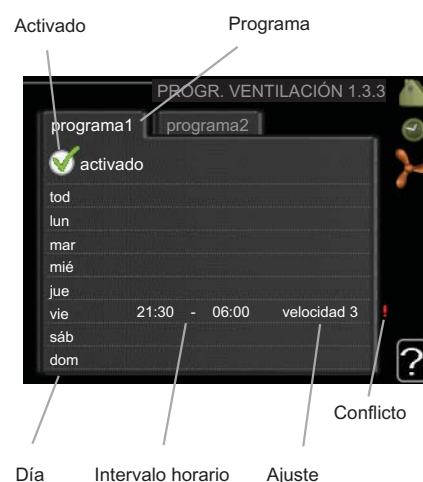 Activado
Programa
PROGR. VENTILACIÓN 1.3.3
programa1
programa2
activado
tod
lun
mar
mié
jue
vie 21:30 - 06:00 velocidad 3 !
sáb
dom
?
Conflicto
Día
Intervalo horario
Ajuste